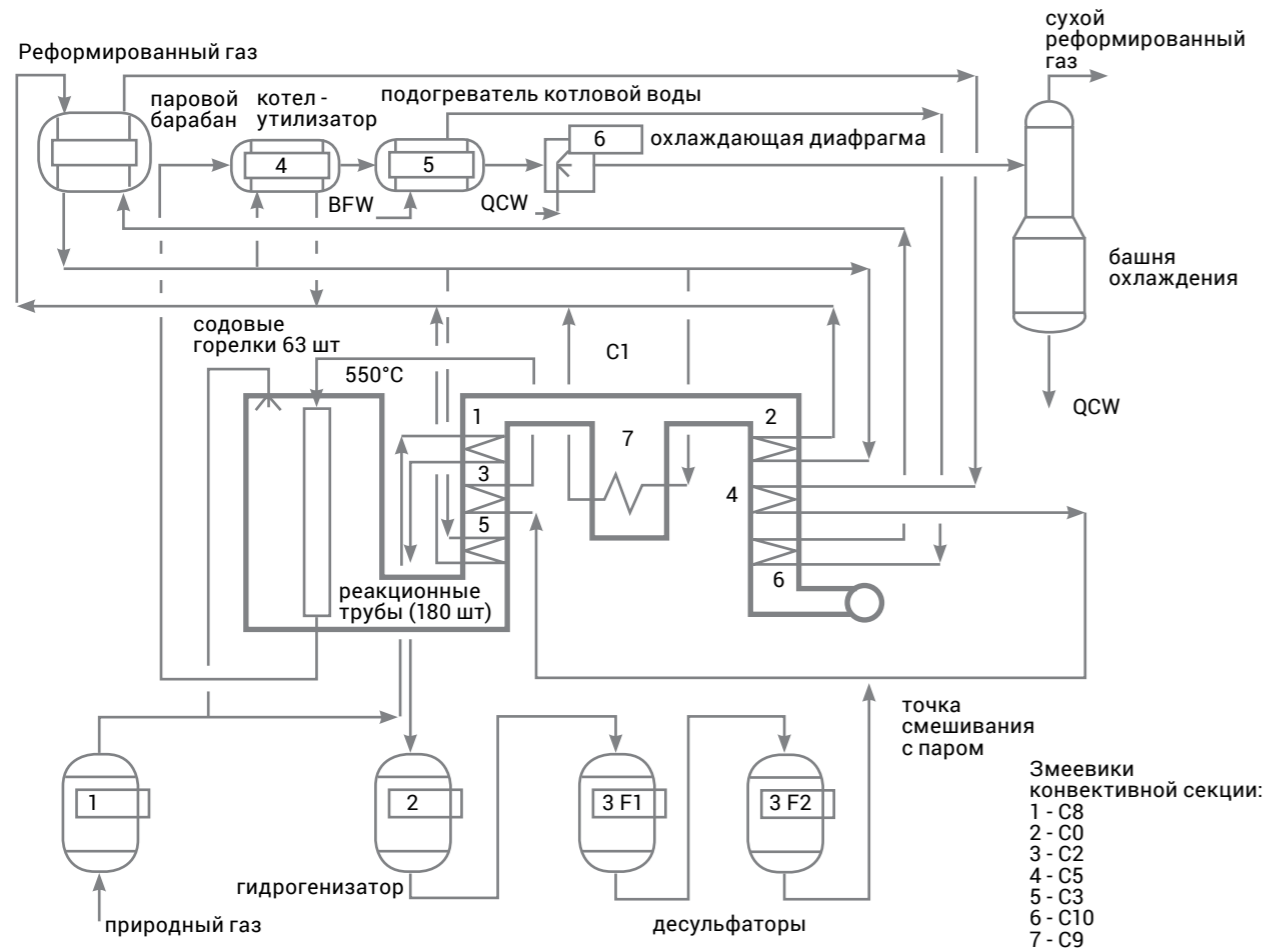 сухой
реформированный
газ
Реформированный газ
паровой
барабан
котел -
утилизатор
подогреватель котловой воды
4
5
6
охлаждающая диафрагма
BFW
QCW
башня
охлаждения
содовые
горелки 63 шт
550°C
C1
QCW
1
2
7
3
4
5
6
реакционные
трубы (180 шт)
точка
смешивания
с паром
1
2
3 F1
3 F2
гидрогенизатор
природный газ
десульфаторы
Змеевики
конвективной секции:
1 - C8
2 - C0
3 - C2
4 - C5
5 - C3
6 - C10
7 - C9